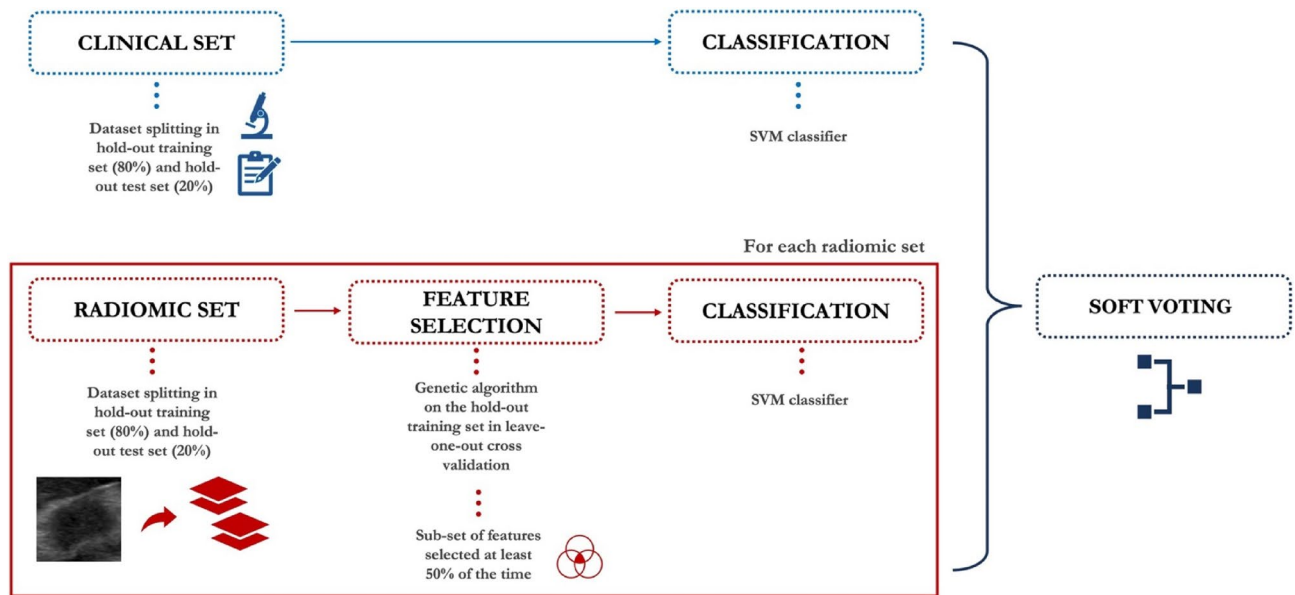 CLINICAL SET
CLASSIFICATION
Dataset splitting in
hold-out training
set (80%) and hold-
out test set (20%)
SVM classifier
For each radiomic set
RADIOMIC SET
FEATURE
SELECTION
CLASSIFICATION
SOFT VOTING
Dataset splitting in
hold-out training
set (80%) and hold-
out test set (20%)
Genetic algorithm
on the hold-out
training set in leave-
one-out cross
validation
SVM classifier
Sub-set of features
selected at least
50% of the time